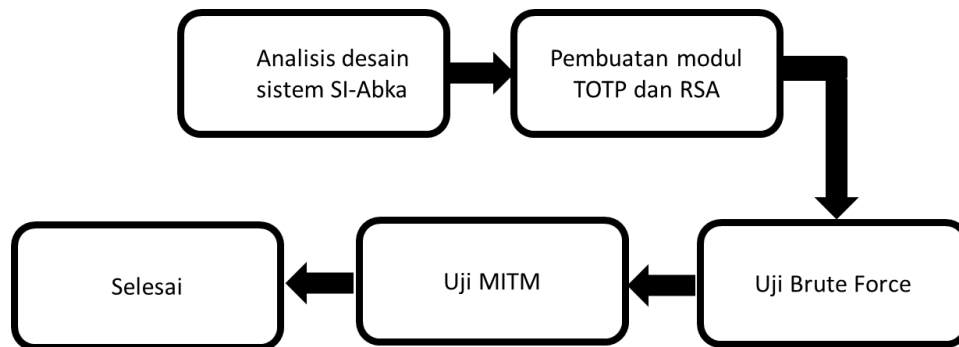 Analisis desain
sistem SI-Abka
Pembuatan modul
TOTP dan RSA
Uji Brute Force
Uji MITM
Selesai